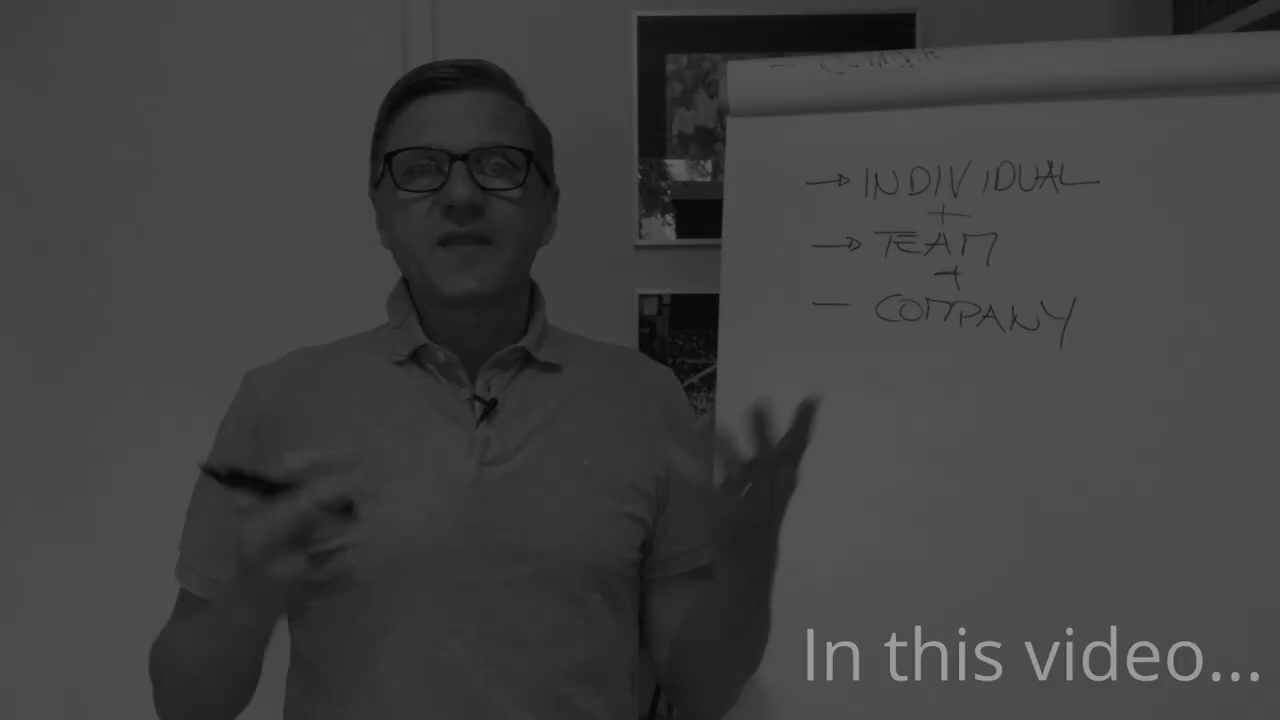 → INDIVIDUAL
+
→ TEAM
+
— COMPANY
In this video...